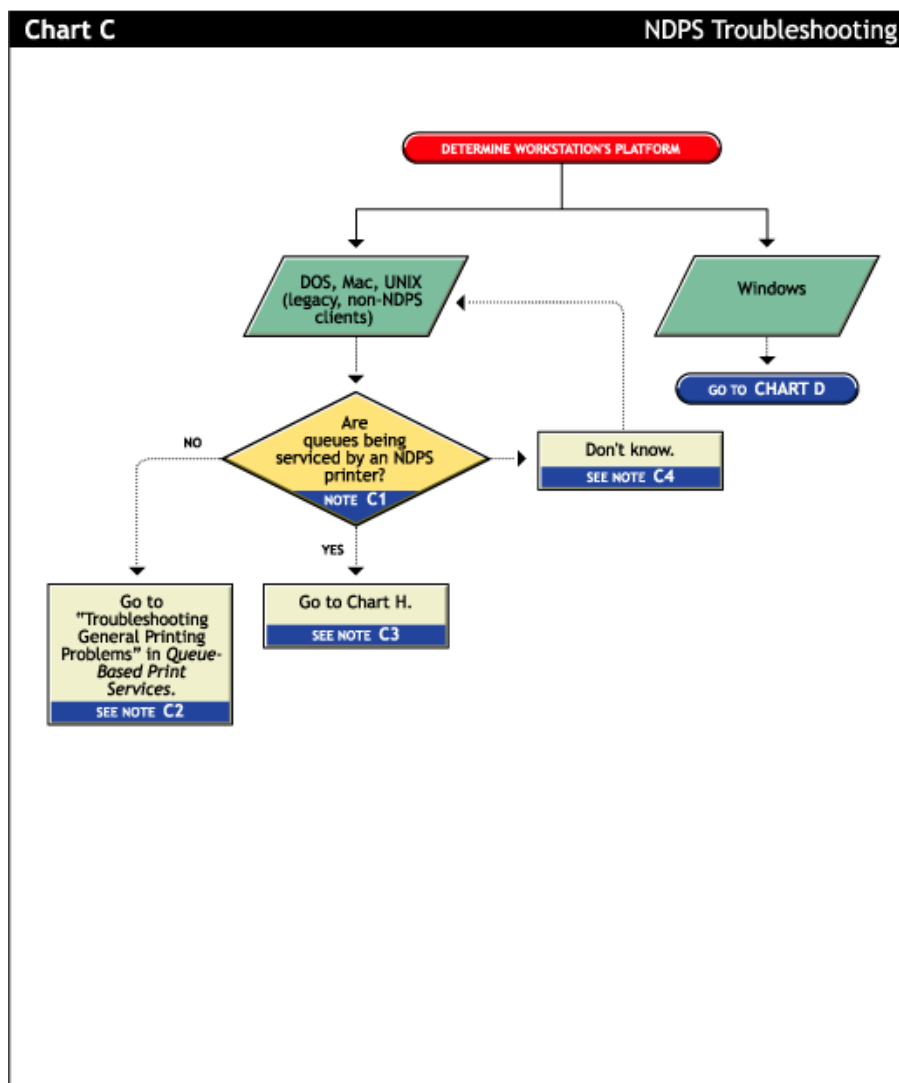 Chart C
NDPS Troubleshooting
DETERMINE WORKSTATION'S PLATFORM
DOS, Mac, UNIX
(legacy, non-NDPS
clients)
Windows
GO TO CHART D
Are
queues being
serviced by an NDPS
printer?
NOTE C1
NO
Don't know.
SEE NOTE C4
YES
Go to
"Troubleshooting
General Printing
Problems" in Queue-
Based Print
Services.
SEE NOTE C2
Go to Chart H.
SEE NOTE C3